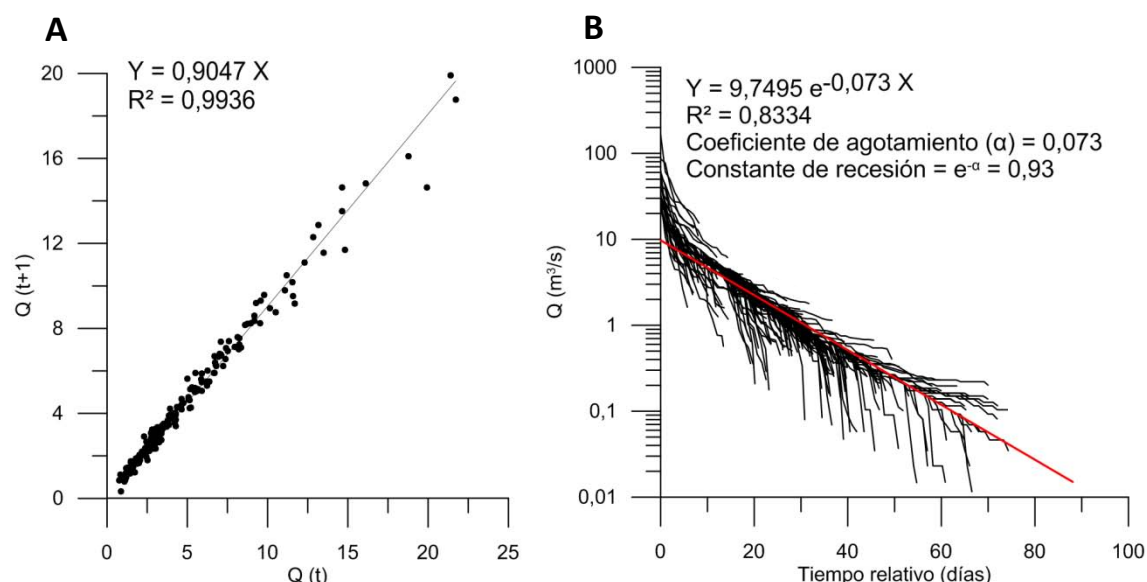 A
Y = 0,9047 X
R² = 0,9936
20
16
12
8
4
0
Q (t+1)
0
5
10
15
20
25
Q (t)
B
Y = 9,7495 e-0,073 X
R² = 0,8334
Coeficiente de agotamiento (α) = 0,073
Constante de recesión = e-α = 0,93
1000
100
10
1
0,1
0,01
Q (m³/s)
0
20
40
60
80
100
Tiempo relativo (días)